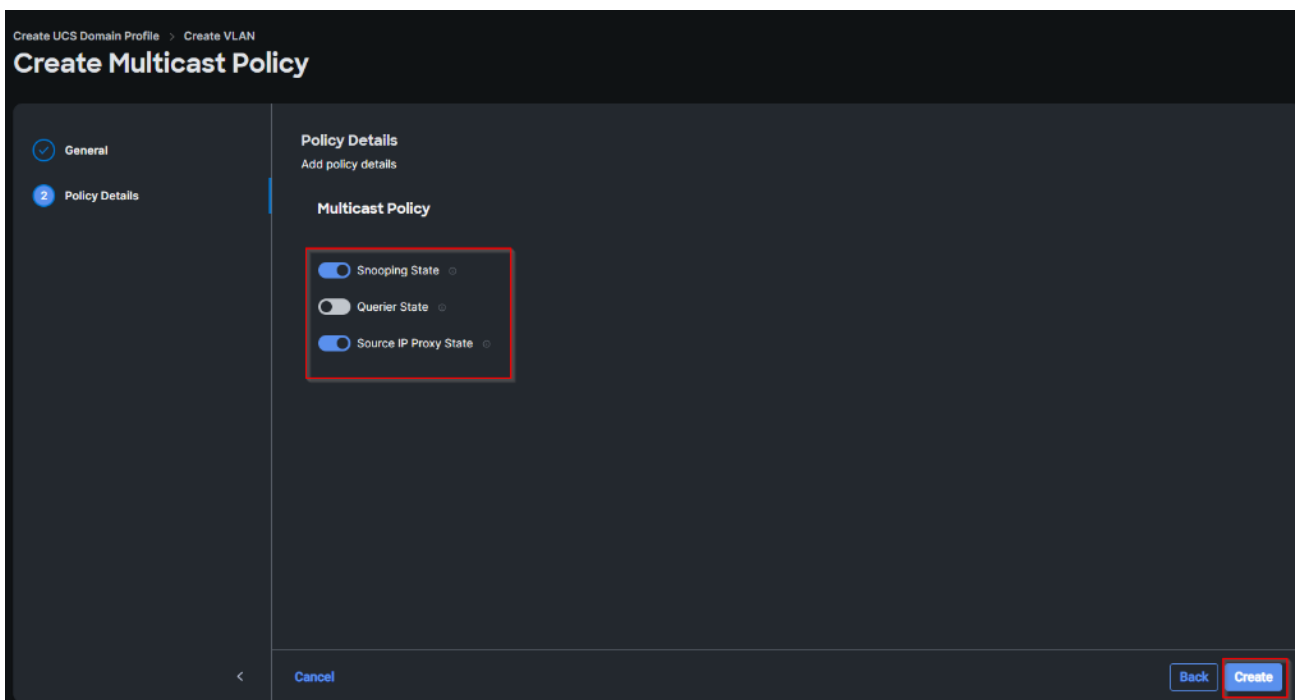 Create UCS Domain Profile > Create VLAN
Create Multicast Policy
General
2 Policy Details
Policy Details
Add policy details
Multicast Policy
Snooping State
Querier State
Source IP Proxy State
Cancel
Back
Create